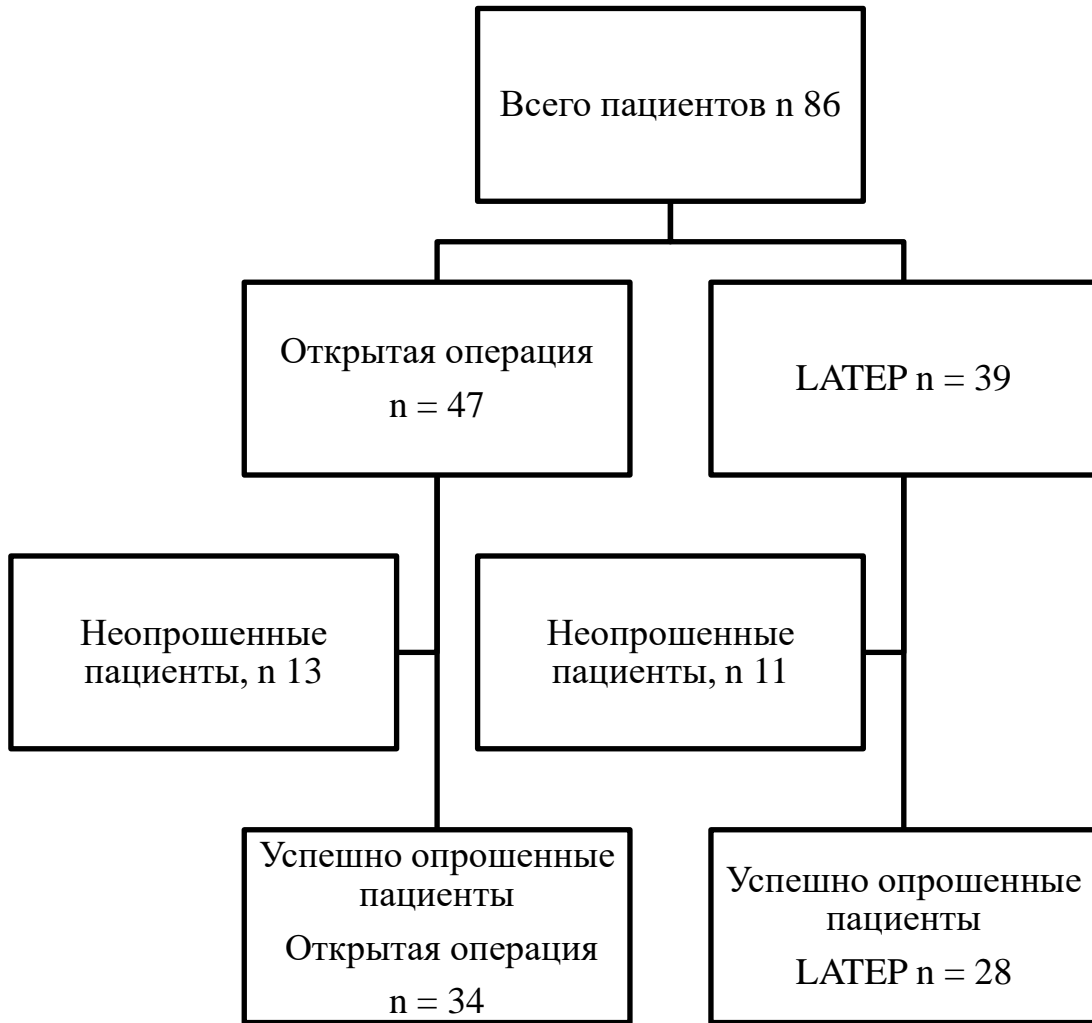 Всего пациентов n 86
Открытая операция
n = 47
LATEP n = 39
Неопрошенные
пациенты, n 13
Неопрошенные
пациенты, n 11
Успешно опрошенные
пациенты
Открытая операция
n = 34
Успешно опрошенные
пациенты
LATEP n = 28